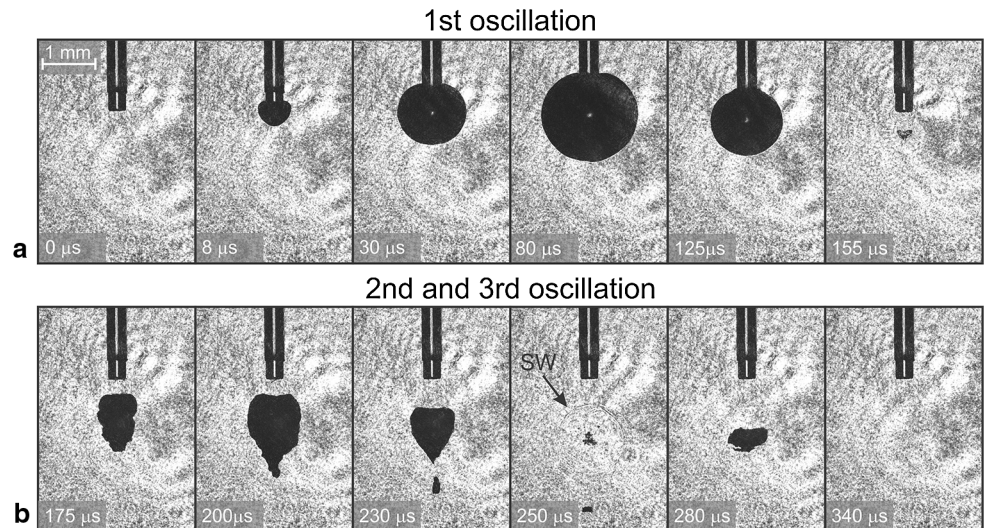 1st oscillation
1 mm
0 µs
8 µs
30 µs
80 µs
125µs
155 µs
a
2nd and 3rd oscillation
SW
175 µs
200µs
230 µs
250 µs
280 µs
340 µs
b